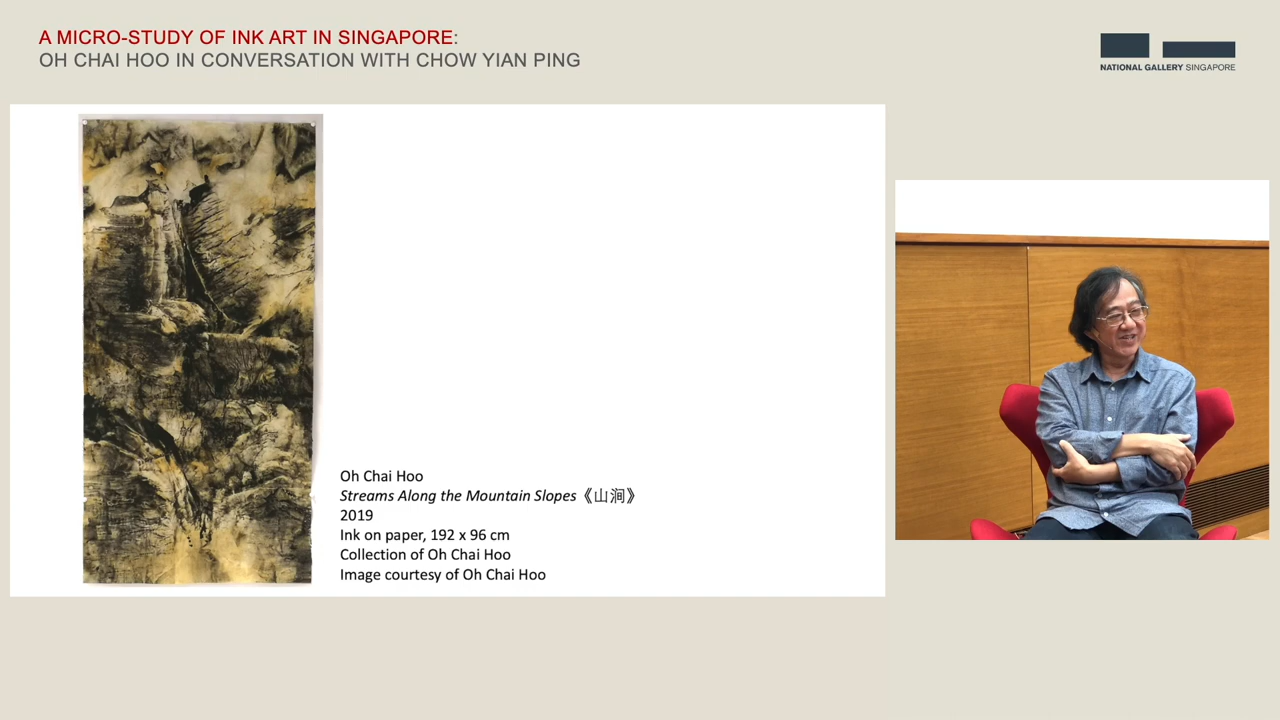 A MICRO-STUDY OF INK ART IN SINGAPORE:
OH CHAI HOO IN CONVERSATION WITH CHOW YIAN PING
NATIONAL GALLERY SINGAPORE
Oh Chai Hoo
Streams Along the Mountain Slopes《山涧》
2019
Ink on paper, 192 x 96 cm
Collection of Oh Chai Hoo
Image courtesy of Oh Chai Hoo